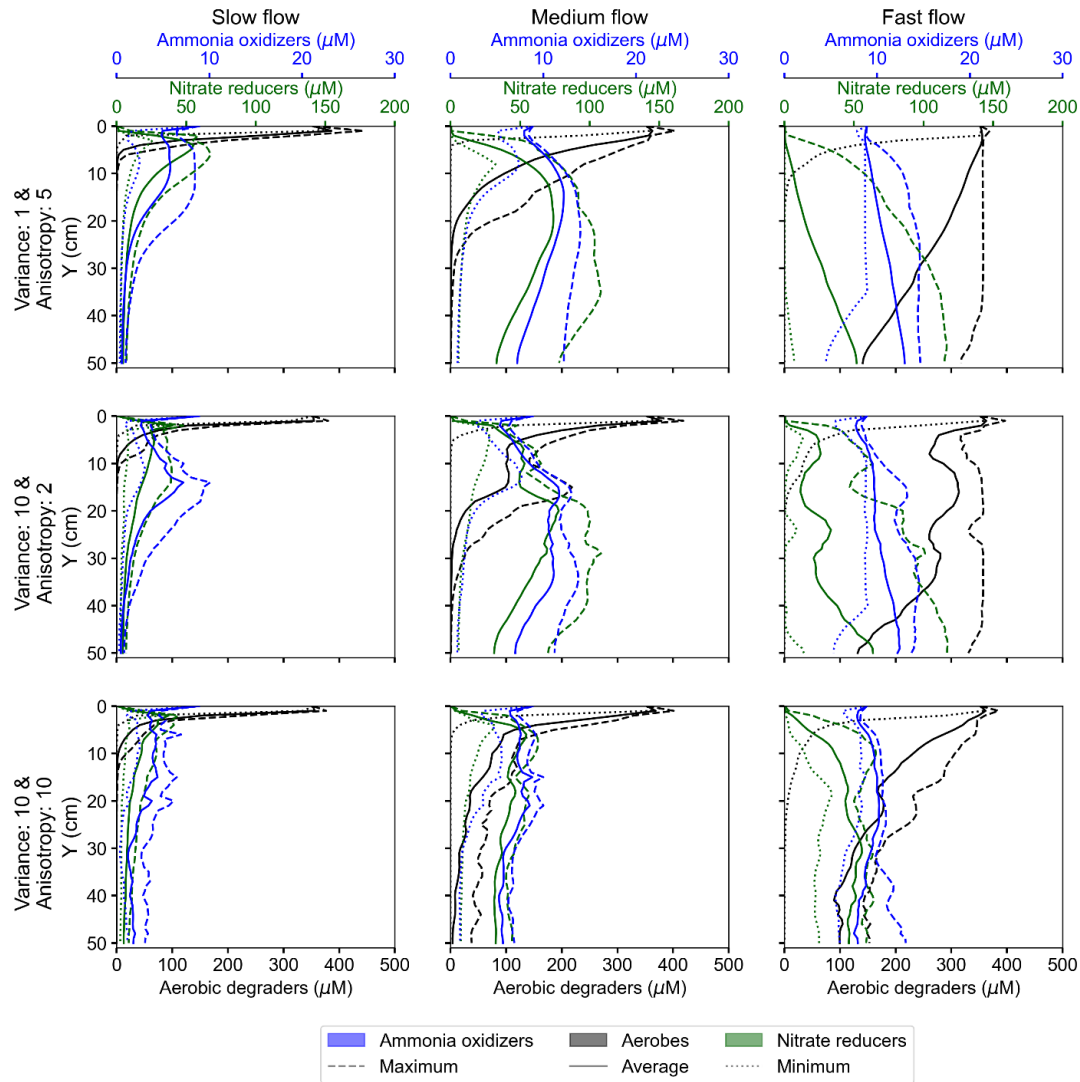 Slow flow Medium flow Fast flow
Ammonia oxidizers (μM) Ammonia oxidizers (μM) Ammonia oxidizers (μM)
0 10 20 30 0 10 20 30 0 10 20 30
Nitrate reducers (μM) Nitrate reducers (μM) Nitrate reducers (μM)
0 50 100 150 200 0 50 100 150 200 0 50 100 150 200
Variance: 1 &
Anisotropy: 5
Y (cm)
0
10
20
30
40
50
Variance: 10 &
Anisotropy: 2
Y (cm)
0
10
20
30
40
50
Variance: 10 &
Anisotropy: 10
Y (cm)
0
10
20
30
40
50
0 100 200 300 400 500 0 100 200 300 400 500 0 100 200 300 400 500
Aerobic degraders (μM) Aerobic degraders (μM) Aerobic degraders (μM)
Ammonia oxidizers Aerobes Nitrate reducers
Maximum Average Minimum